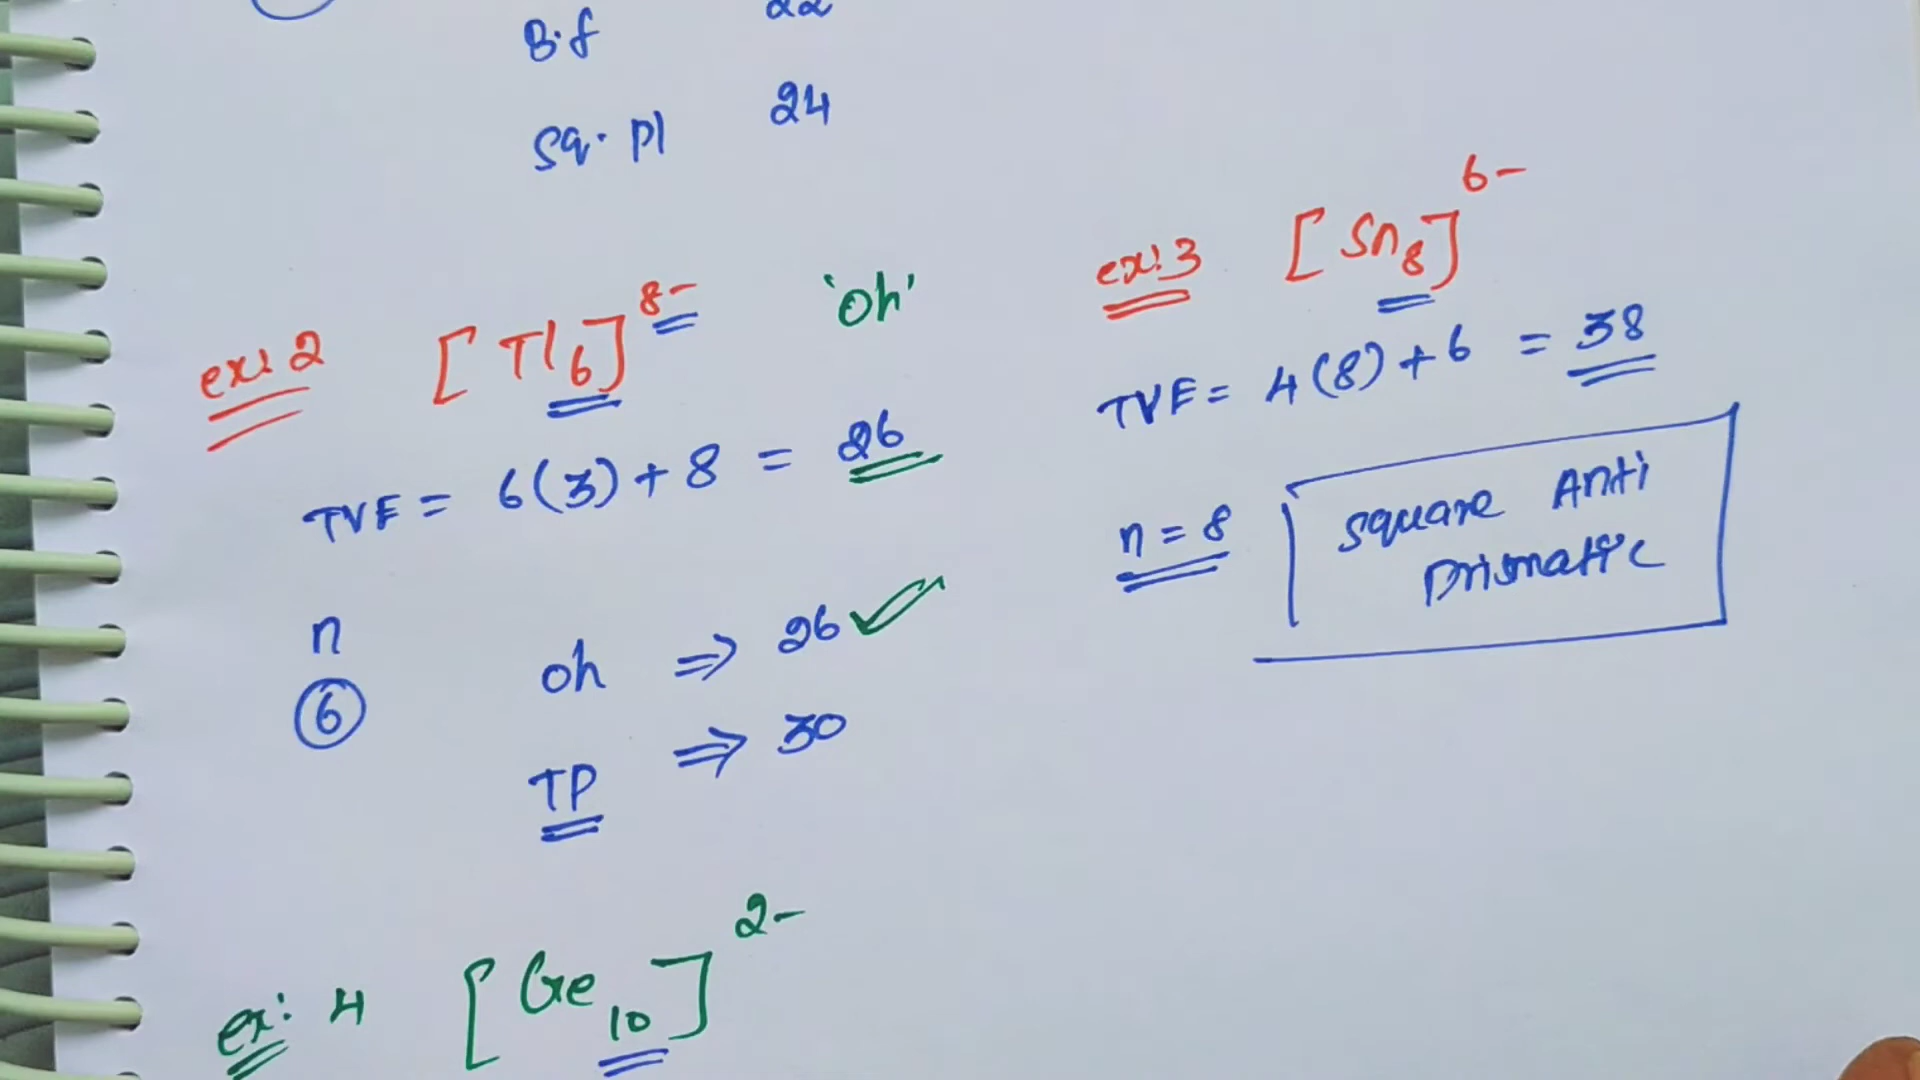 B.f 22
Sq. Pl 24
ex: 2 [Tl6]8- 'oh'
TVE = 6(3) + 8 = 26
n
6 oh ⇒ 26 ✓
TP ⇒ 30
ex: 4 [Ge10]2-
ex: 3 [Sn8]6-
TVE = 4(8) + 6 = 38
n = 8 Square Anti
Prismatic